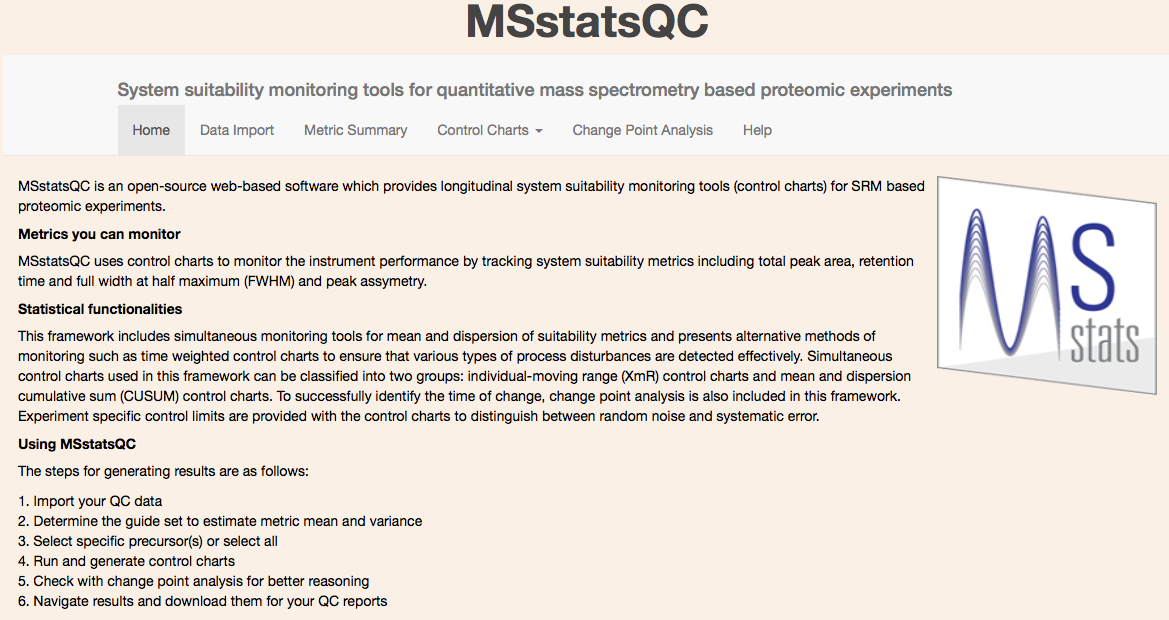 MSstatsQC
System suitability monitoring tools for quantitative mass spectrometry based proteomic experiments
Home Data Import Metric Summary Control Charts Change Point Analysis Help
MSstatsQC is an open-source web-based software which provides longitudinal system suitability monitoring tools (control charts) for SRM based
proteomic experiments.
Metrics you can monitor
MSstatsQC uses control charts to monitor the instrument performance by tracking system suitability metrics including total peak area, retention
time and full width at half maximum (FWHM) and peak assymetry.
Statistical functionalities
This framework includes simultaneous monitoring tools for mean and dispersion of suitability metrics and presents alternative methods of
monitoring such as time weighted control charts to ensure that various types of process disturbances are detected effectively. Simultaneous
control charts used in this framework can be classified into two groups: individual-moving range (XmR) control charts and mean and dispersion
cumulative sum (CUSUM) control charts. To successfully identify the time of change, change point analysis is also included in this framework.
Experiment specific control limits are provided with the control charts to distinguish between random noise and systematic error.
Using MSstatsQC
The steps for generating results are as follows:
1. Import your QC data
2. Determine the guide set to estimate metric mean and variance
3. Select specific precursor(s) or select all
4. Run and generate control charts
5. Check with change point analysis for better reasoning
6. Navigate results and download them for your QC reports
MS
stats